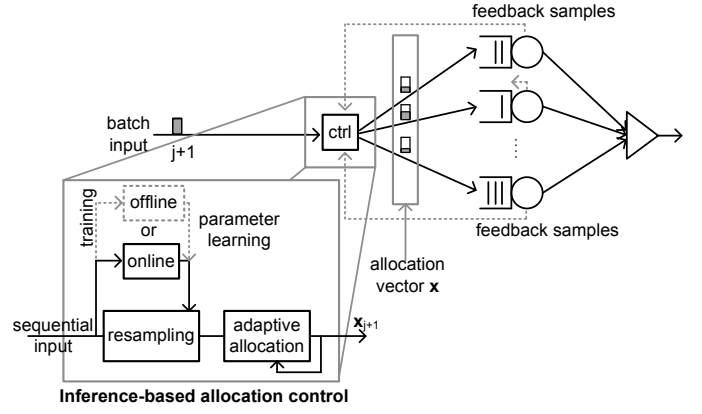 feedback samples
batch
input
j+1
ctrl
feedback samples
allocation
vector x
training
offline
or
online
parameter
learning
sequential
input
resampling
adaptive
allocation
xj+1
Inference-based allocation control